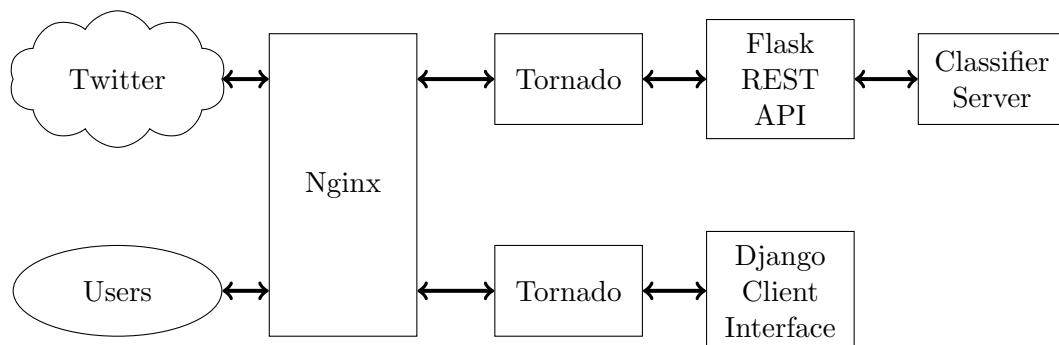 Twitter
Nginx
Tornado
Flask
REST
API
Classifier
Server
Users
Tornado
Django
Client
Interface